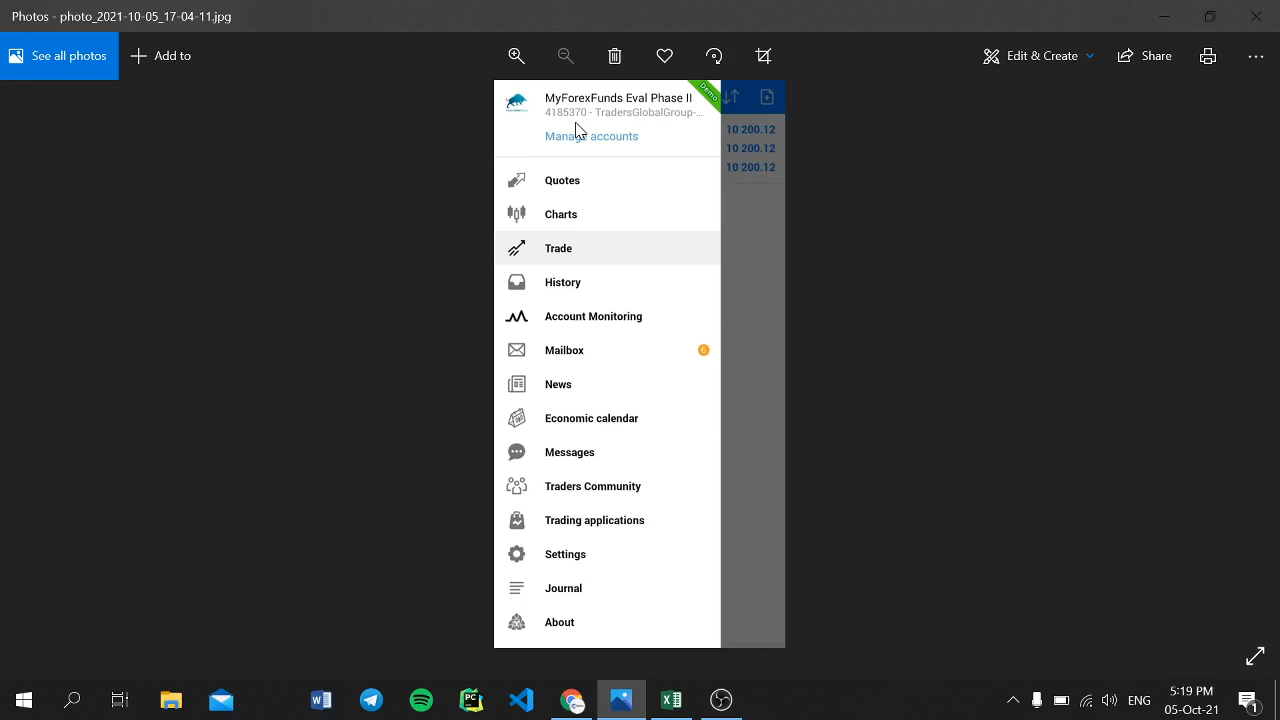 Photos - photo_2021-10-05_17-04-11.jpg
See all photos
Add to
Edit & Create
Share
Demo
MyForexFunds Eval Phase II
4185370 - TradersGlobalGroup-...
Manage accounts
10 200.12
10 200.12
10 200.12
Quotes
Charts
Trade
History
Account Monitoring
Mailbox
6
News
Economic calendar
Messages
Traders Community
Trading applications
Settings
Journal
About
ENG
3:19 PM
05-Oct-21
1